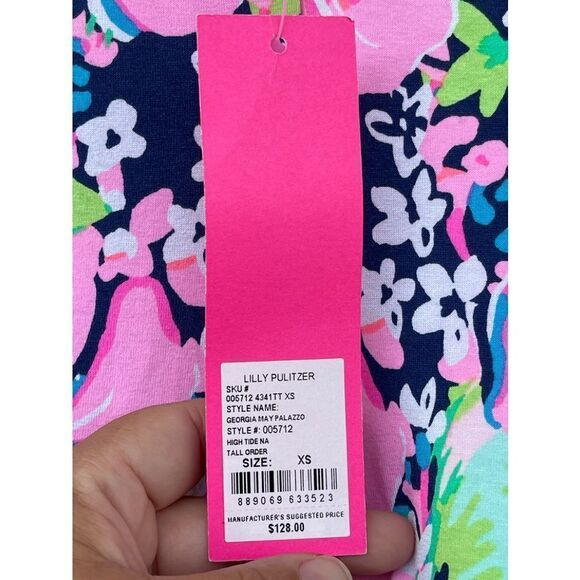 LILLY PULITZER
SKU #
005712 4341TT XS
STYLE NAME:
GEORGIA MAY PALAZZO
STYLE #: 005712
HIGH TIDE NA
TALL ORDER
SIZE: XS
889069 633523
MANUFACTURER'S SUGGESTED PRICE
$128.00